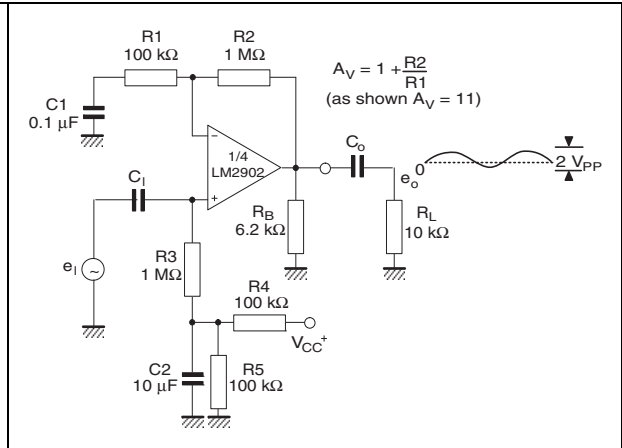 R1
100 kΩ
R2
1 MΩ
A_V = 1 + R2/R1
(as shown A_V = 11)
C1
0.1 µF
1/4
LM2902
−
+
C_I
C_o
e_o
0
2 V_PP
R_B
6.2 kΩ
R_L
10 kΩ
e_I
~
R3
1 MΩ
R4
100 kΩ
V_CC+
C2
10 µF
R5
100 kΩ